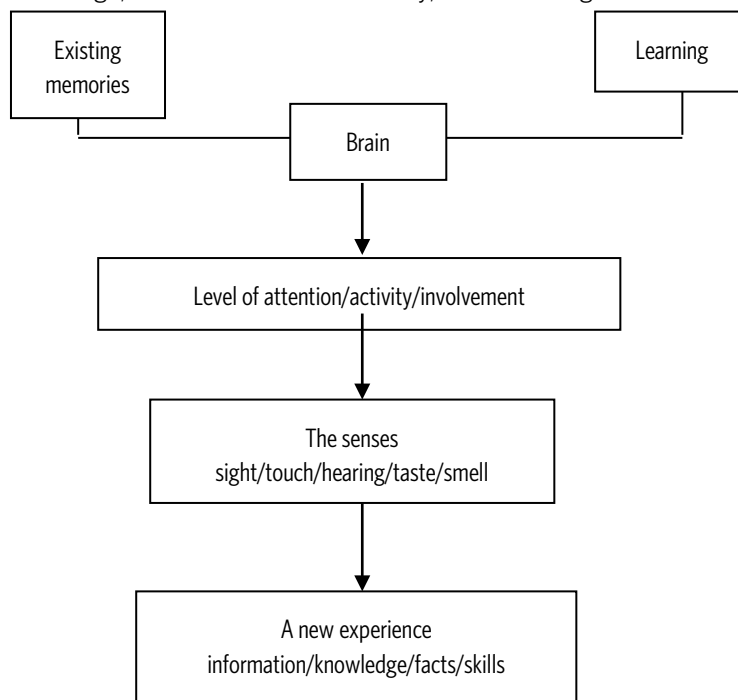 Existing
memories
Learning
Brain
Level of attention/activity/involvement
The senses
sight/touch/hearing/taste/smell
A new experience
information/knowledge/facts/skills